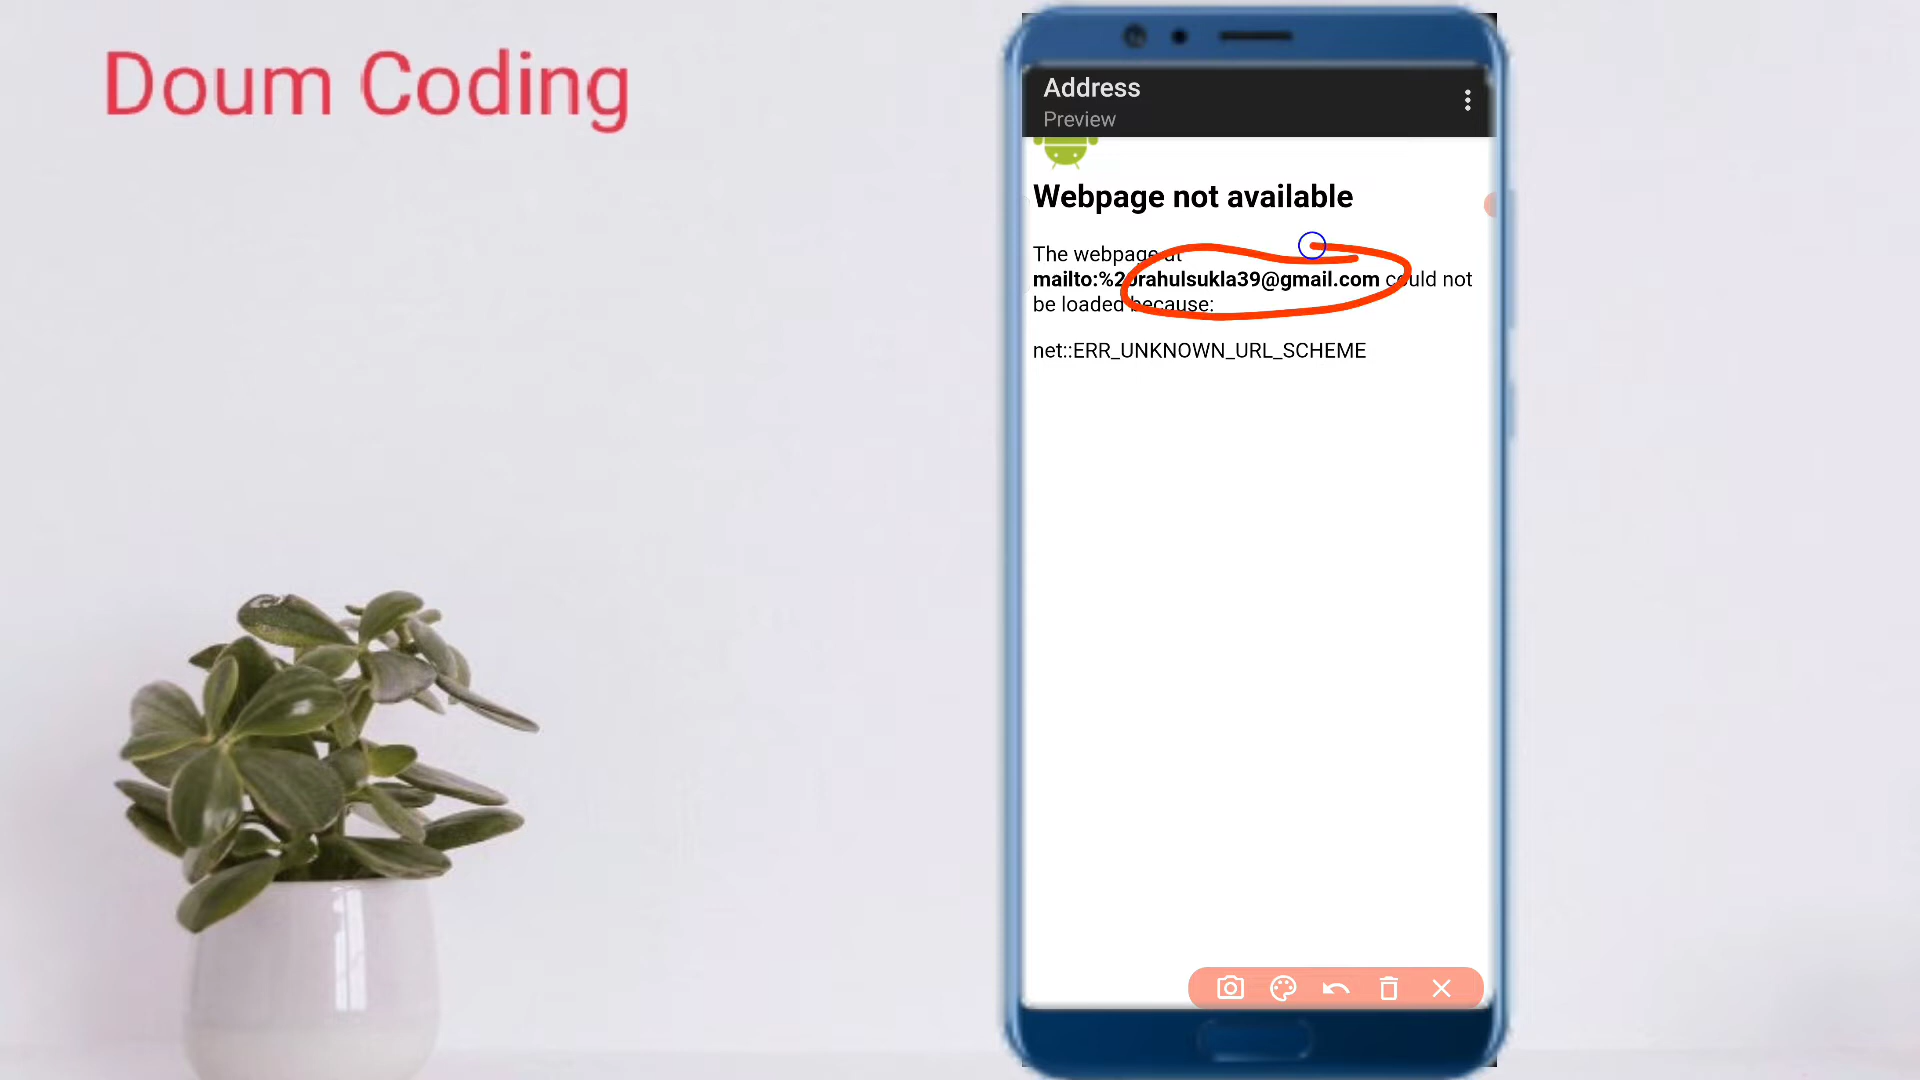 Doum Coding
Address
Preview
Webpage not available
The webpage at
mailto:%20rahulsukla39@gmail.com could not
be loaded because:
net::ERR_UNKNOWN_URL_SCHEME